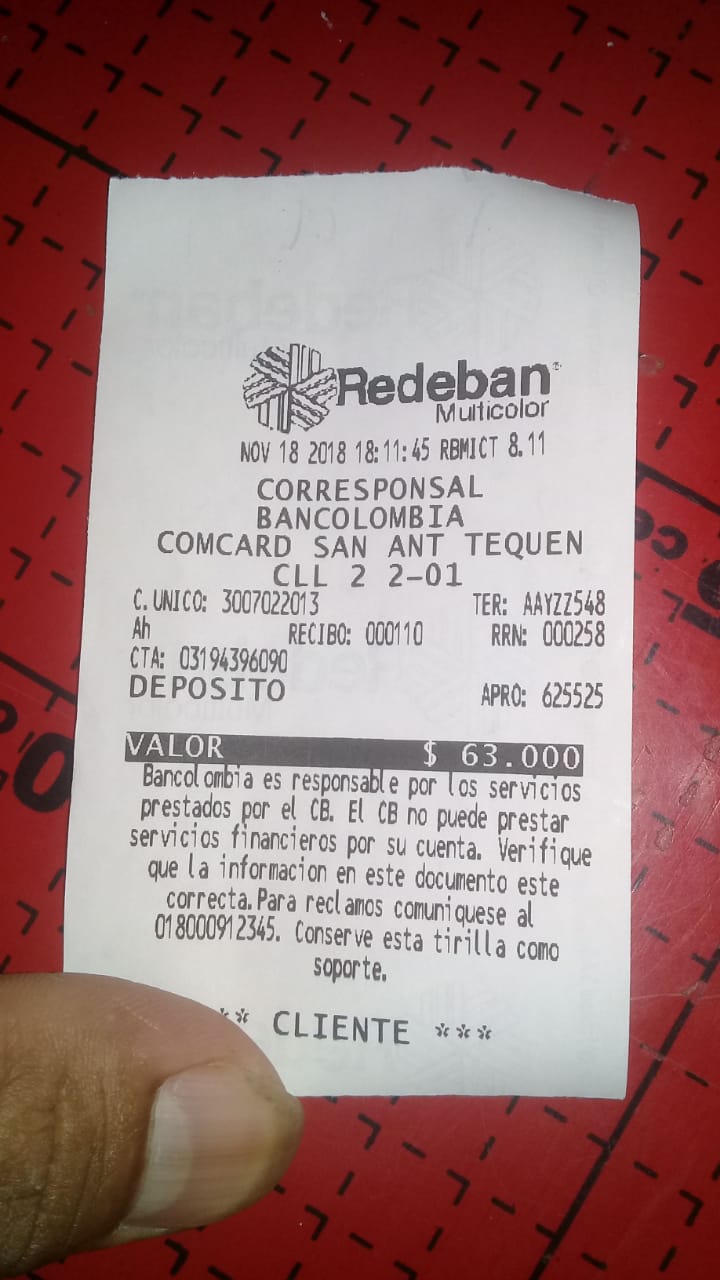 Redeban
Multicolor
NOV 18 2018 18:11:45 RBMICT 8.11
CORRESPONSAL
BANCOLOMBIA
COMCARD SAN ANT TEQUEN
CLL 2 2-01
C. UNICO: 3007022013 TER: AAYZZ548
Ah RECIBO: 000110 RRN: 000258
CTA: 03194396090
DEPOSITO APRO: 625525
VALOR $ 63.000
Bancolombia es responsable por los servicios
prestados por el CB. El CB no puede prestar
servicios financieros por su cuenta. Verifique
que la informacion en este documento este
correcta.Para reclamos comuniquese al
018000912345. Conserve esta tirilla como
soporte.
** CLIENTE ***